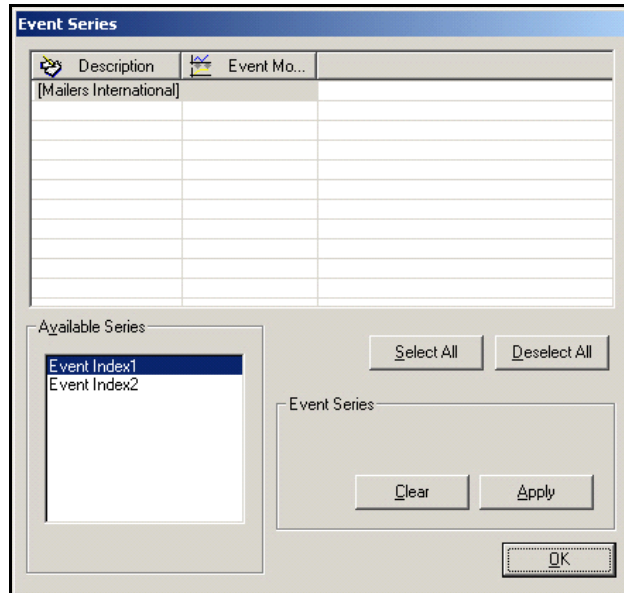 Event Series
Description Event Mo...
[Mailers International]
Available Series
Event Index1
Event Index2
Select All Deselect All
Event Series
Clear Apply
OK